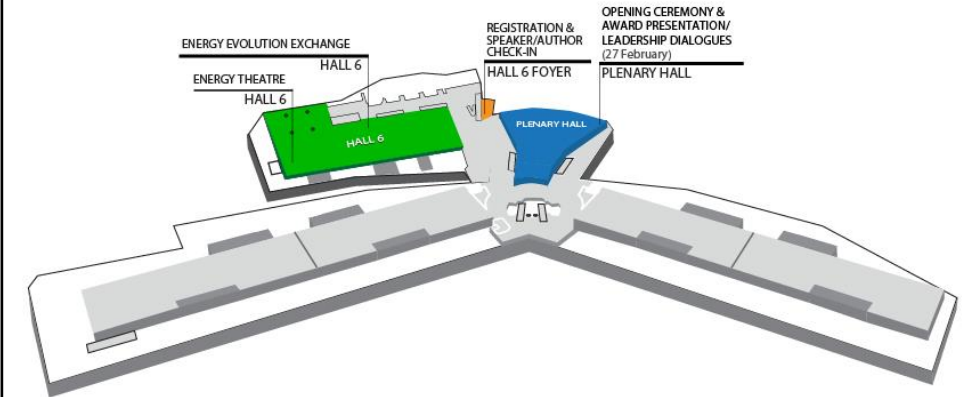 ENERGY EVOLUTION EXCHANGE
HALL 6
ENERGY THEATRE
HALL 6
REGISTRATION &
SPEAKER/AUTHOR
CHECK-IN
HALL 6 FOYER
OPENING CEREMONY &
AWARD PRESENTATION/
LEADERSHIP DIALOGUES
(27 February)
PLENARY HALL
HALL 6
PLENARY HALL